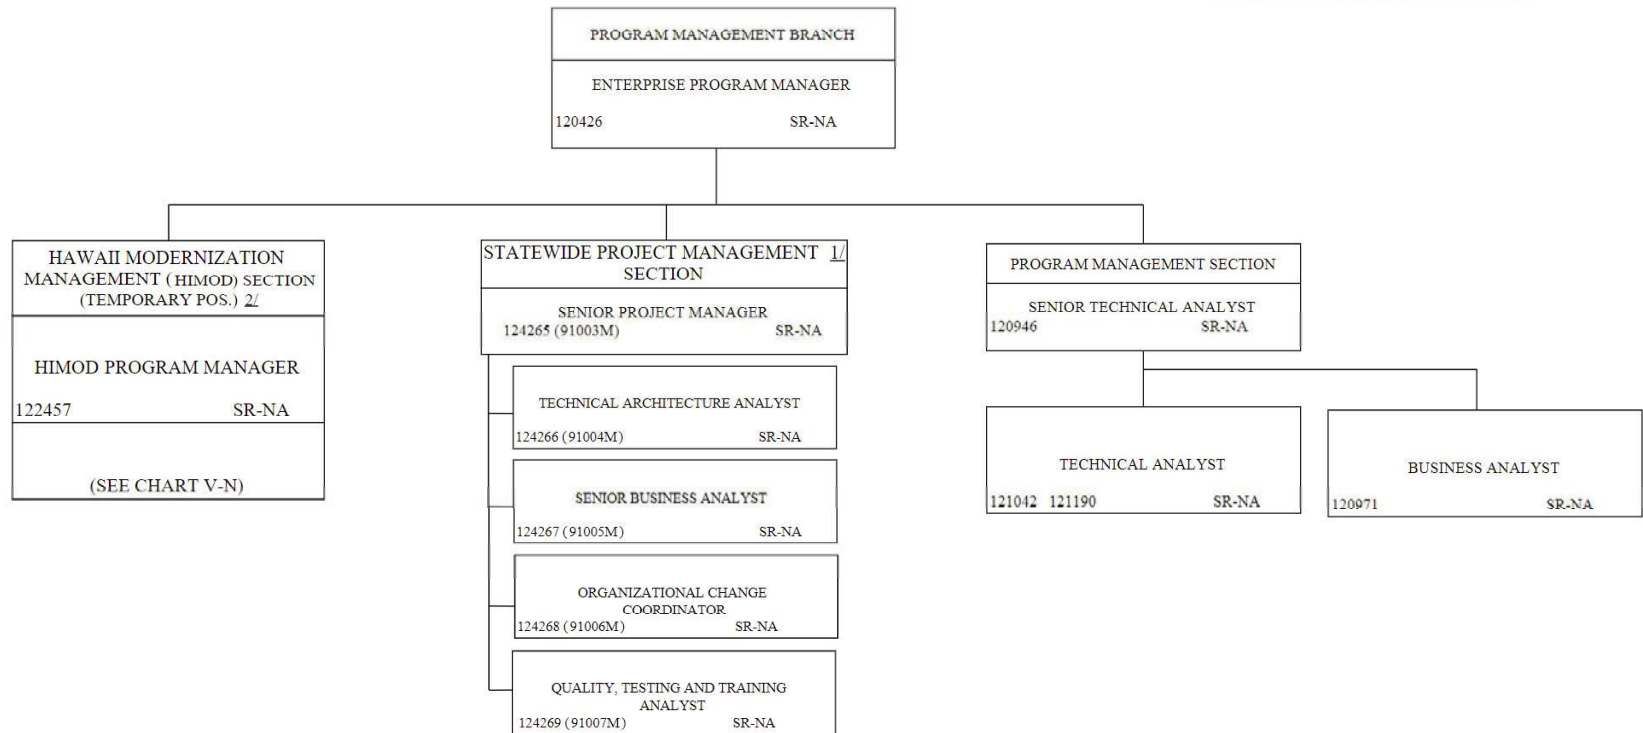 PROGRAM MANAGEMENT BRANCH
ENTERPRISE PROGRAM MANAGER
120426 SR-NA
HAWAII MODERNIZATION
MANAGEMENT (HIMOD) SECTION
(TEMPORARY POS.) 2/
HIMOD PROGRAM MANAGER
122457 SR-NA
(SEE CHART V-N)
STATEWIDE PROJECT MANAGEMENT 1/
SECTION
SENIOR PROJECT MANAGER
124265 (91003M) SR-NA
TECHNICAL ARCHITECTURE ANALYST
124266 (91004M) SR-NA
SENIOR BUSINESS ANALYST
124267 (91005M) SR-NA
ORGANIZATIONAL CHANGE
COORDINATOR
124268 (91006M) SR-NA
QUALITY, TESTING AND TRAINING
ANALYST
124269 (91007M) SR-NA
PROGRAM MANAGEMENT SECTION
SENIOR TECHNICAL ANALYST
120946 SR-NA
TECHNICAL ANALYST
121042 121190 SR-NA
BUSINESS ANALYST
120971 SR-NA